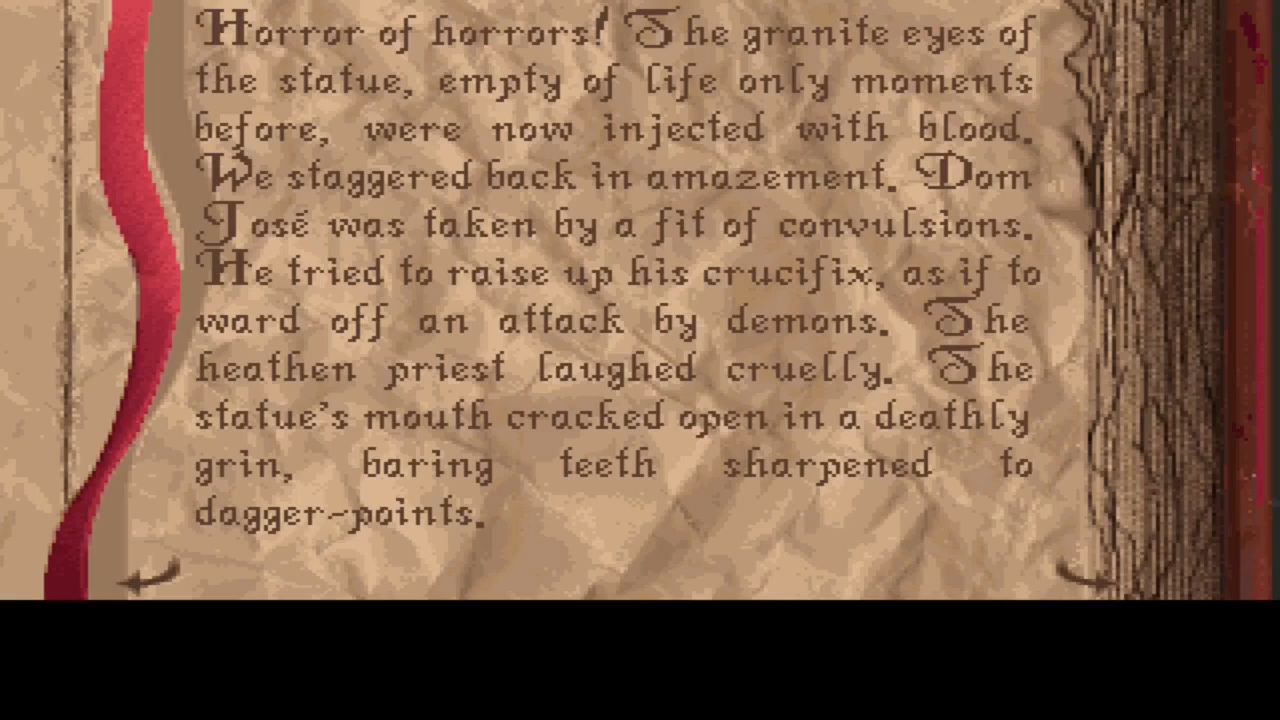 Horror of horrors! The granite eyes of
the statue, empty of life only moments
before, were now injected with blood.
We staggered back in amazement. Dom
José was taken by a fit of convulsions.
He tried to raise up his crucifix, as if to
ward off an attack by demons. The
heathen priest laughed cruelly. The
statue's mouth cracked open in a deathly
grin, baring teeth sharpened to
dagger-points.